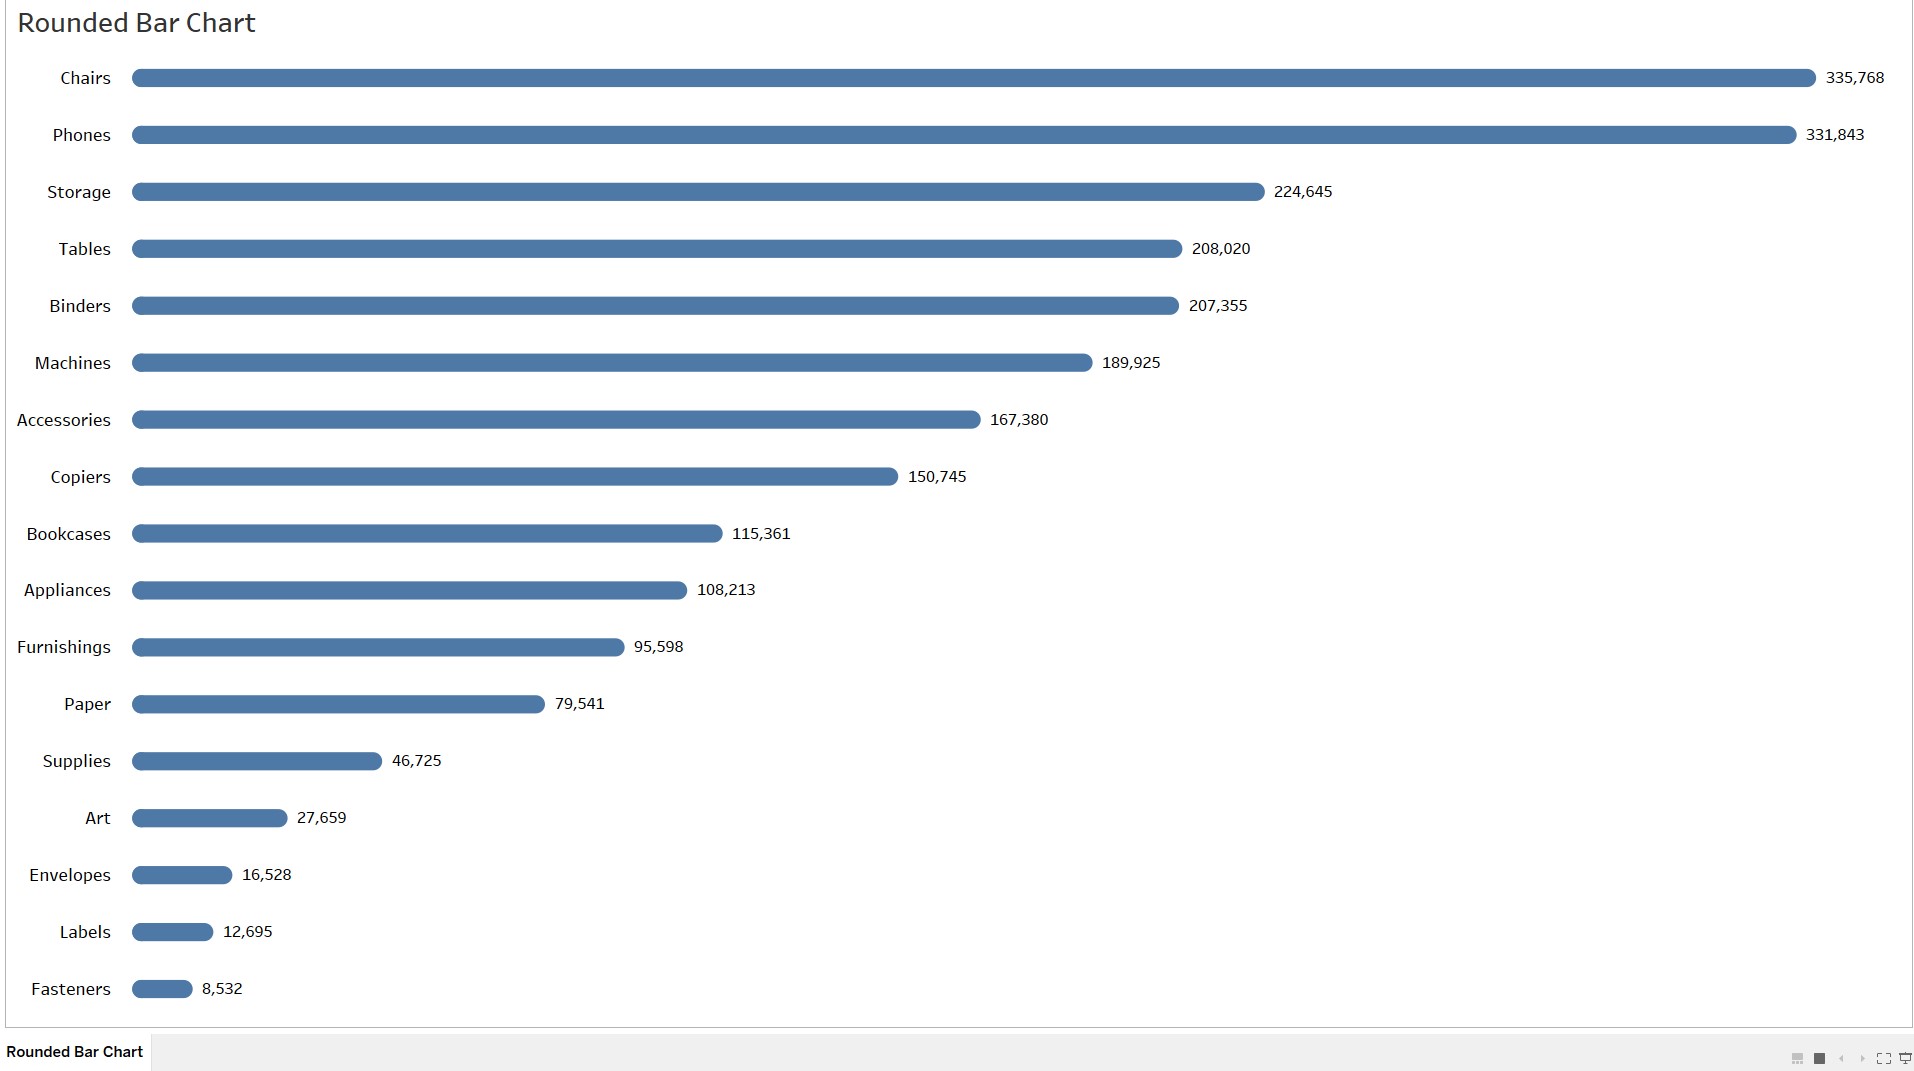 Rounded Bar Chart
Chairs 335,768
Phones 331,843
Storage 224,645
Tables 208,020
Binders 207,355
Machines 189,925
Accessories 167,380
Copiers 150,745
Bookcases 115,361
Appliances 108,213
Furnishings 95,598
Paper 79,541
Supplies 46,725
Art 27,659
Envelopes 16,528
Labels 12,695
Fasteners 8,532
Rounded Bar Chart